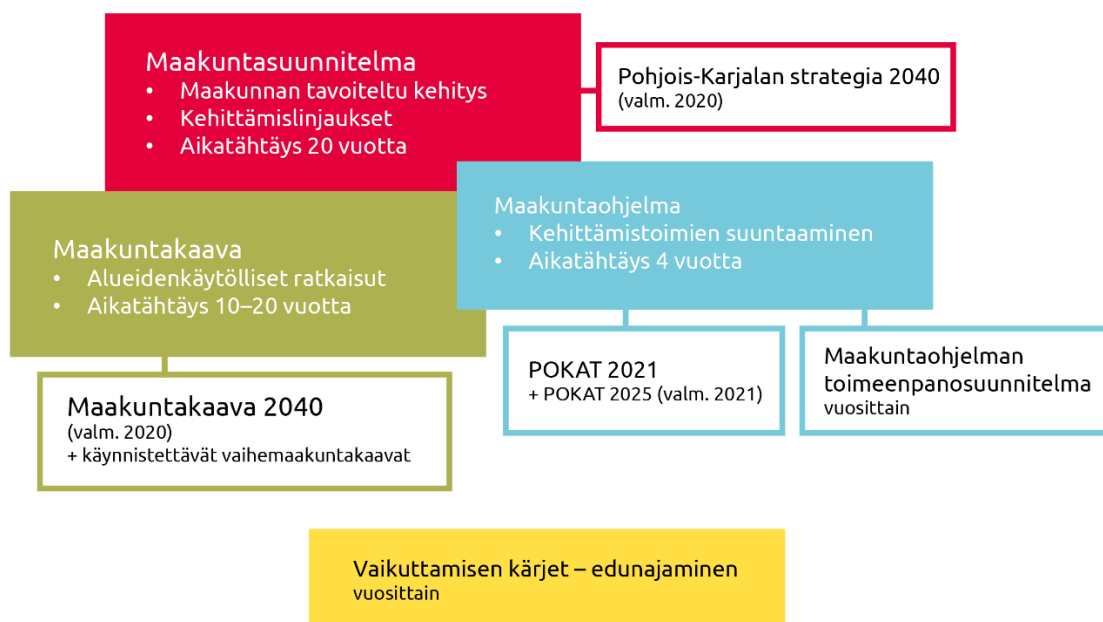 Maakuntasuunnitelma
• Maakunnan tavoiteltu kehitys
• Kehittämislinjaukset
• Aikatähtäys 20 vuotta
Pohjois-Karjalan strategia 2040
(valm. 2020)
Maakuntaohjelma
• Kehittämistoimien suuntaaminen
• Aikatähtäys 4 vuotta
Maakuntakaava
• Alueidenkäytölliset ratkaisut
• Aikatähtäys 10–20 vuotta
POKAT 2021
+ POKAT 2025 (valm. 2021)
Maakuntaohjelman
toimeenpanosuunnitelma
vuosittain
Maakuntakaava 2040
(valm. 2020)
+ käynnistettävät vaihemaakuntakaavat
Vaikuttamisen kärjet – edunajaminen
vuosittain